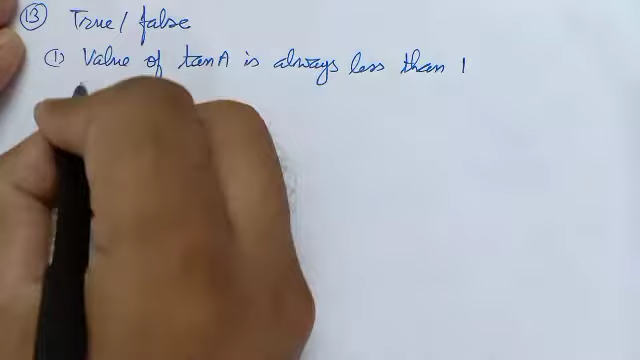 (13) True/false
(1) Value of tanA is always less than 1